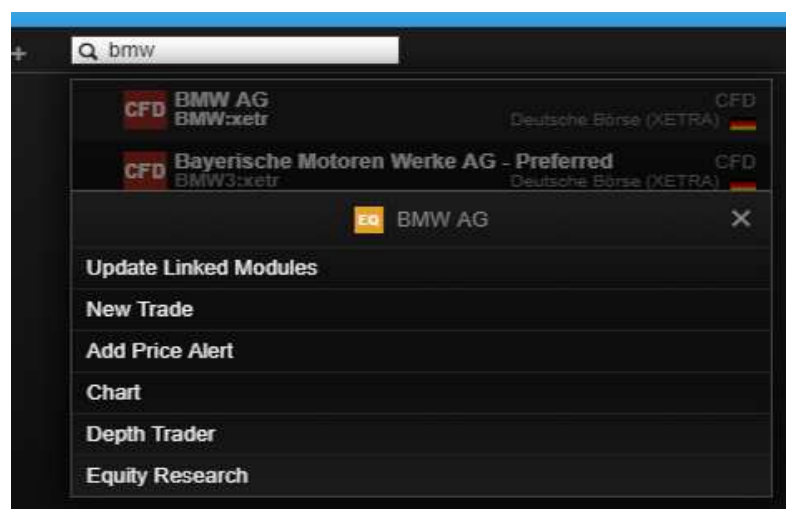 + bmw
CFD BMW AG CFD
BMW:xetr Deutsche Börse (XETRA)
CFD Bayerische Motoren Werke AG - Preferred CFD
BMW3:xetr Deutsche Börse (XETRA)
EQ BMW AG ×
Update Linked Modules
New Trade
Add Price Alert
Chart
Depth Trader
Equity Research